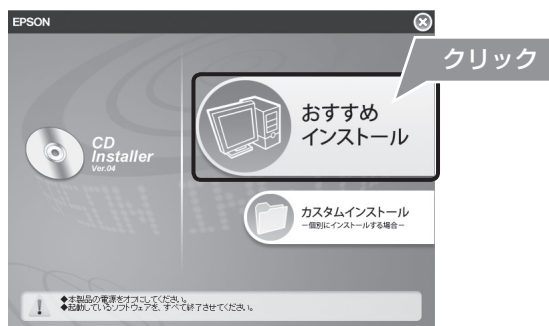 EPSON
クリック
おすすめ
インストール
CD
Installer
Ver.04
カスタムインストール
－個別にインストールする場合－
◆本製品の電源をオフにしてください。
◆起動しているソフトウェアを、すべて終了させてください。